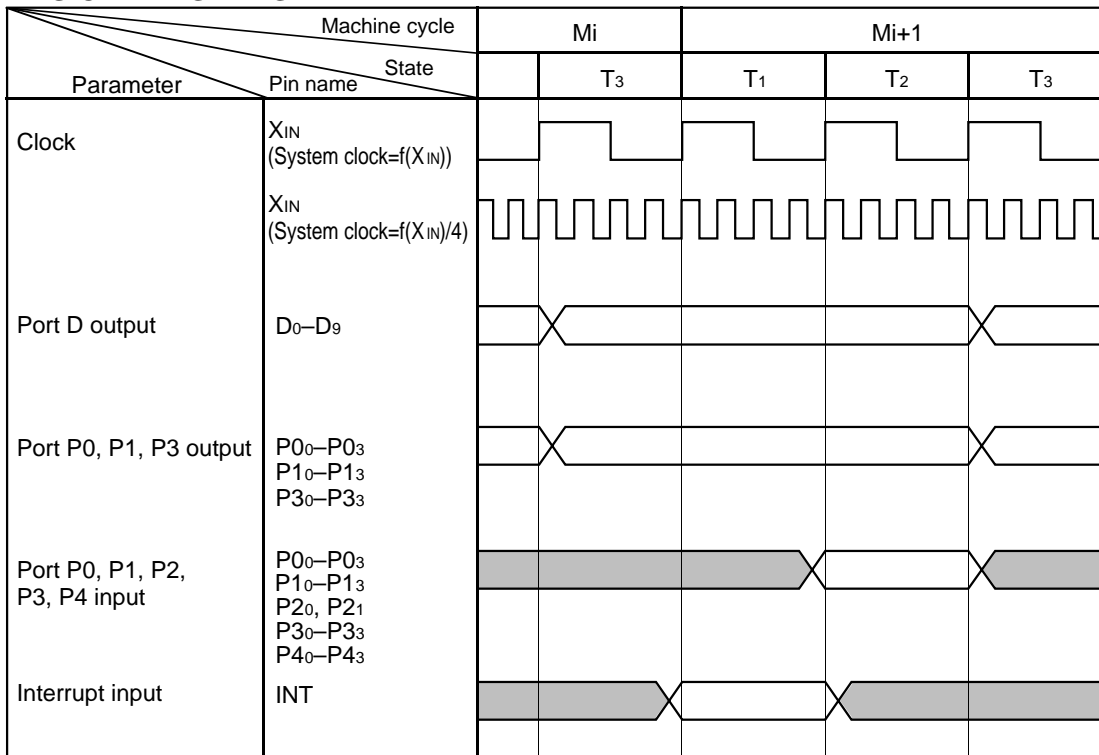 Machine cycle
Mi
Mi+1
State
Parameter
Pin name
T3
T1
T2
T3
Clock
XIN
(System clock=f(XIN))
XIN
(System clock=f(XIN)/4)
Port D output
D0–D9
Port P0, P1, P3 output
P00–P03
P10–P13
P30–P33
Port P0, P1, P2,
P3, P4 input
P00–P03
P10–P13
P20, P21
P30–P33
P40–P43
Interrupt input
INT